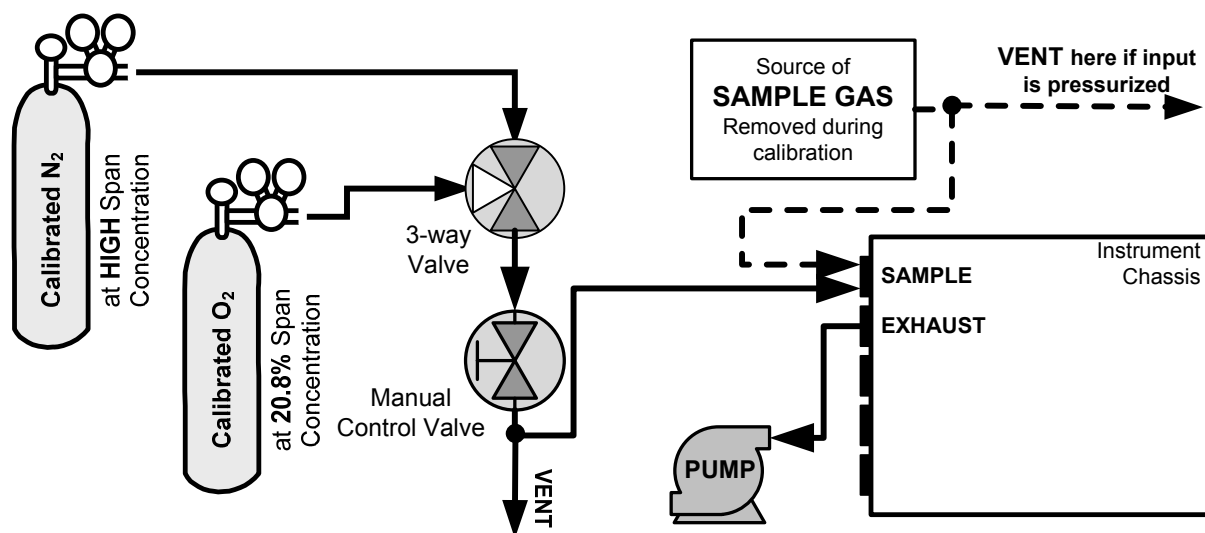 Calibrated N₂
at HIGH Span
Concentration
Calibrated O₂
at 20.8% Span
Concentration
3-way
Valve
Manual
Control Valve
VENT
Source of
SAMPLE GAS
Removed during
calibration
VENT here if input
is pressurized
Instrument
Chassis
SAMPLE
EXHAUST
PUMP